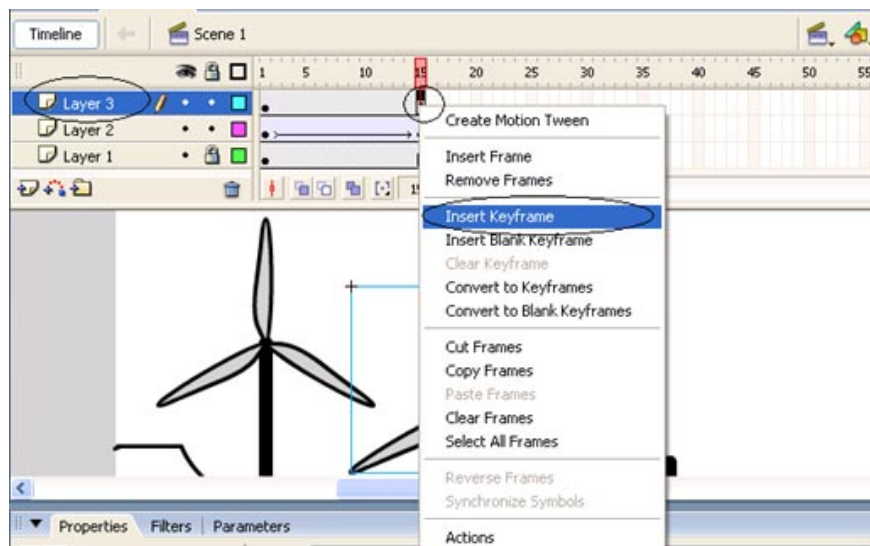 Timeline Scene 1
1 5 10 15 20 25 30 35 40 45 50 55
Layer 3
Layer 2
Layer 1
Create Motion Tween
Insert Frame
Remove Frames
Insert Keyframe
Insert Blank Keyframe
Clear Keyframe
Convert to Keyframes
Convert to Blank Keyframes
Cut Frames
Copy Frames
Paste Frames
Clear Frames
Select All Frames
Reverse Frames
Synchronize Symbols
Actions
Properties Filters Parameters